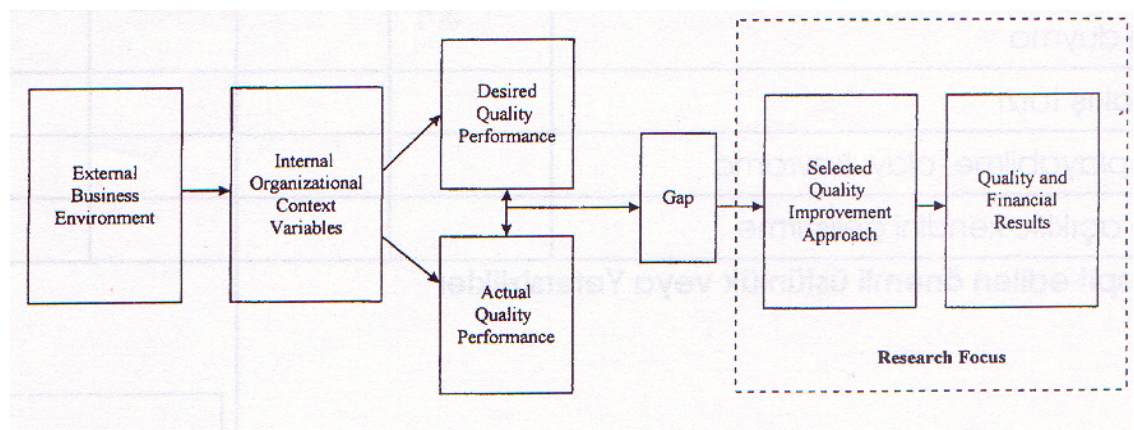 External
Business
Environment
Internal
Organizational
Context
Variables
Desired
Quality
Performance
Actual
Quality
Performance
Gap
Selected
Quality
Improvement
Approach
Quality and
Financial
Results
Research Focus